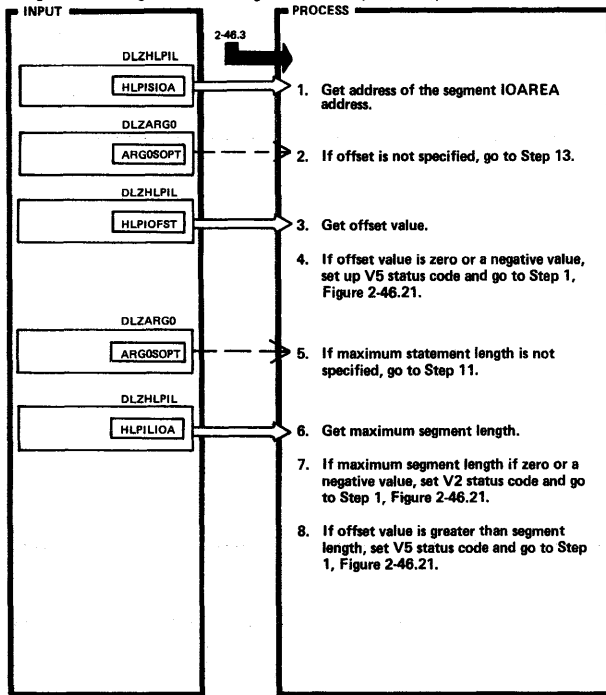 INPUT
PROCESS
2-46.3
DLZHLPIL
HLPISIOA
1. Get address of the segment IOAREA
address.
DLZARG0
ARG0SOPT
2. If offset is not specified, go to Step 13.
DLZHLPIL
HLPIOFST
3. Get offset value.
4. If offset value is zero or a negative value,
set up V5 status code and go to Step 1,
Figure 2-46.21.
DLZARG0
ARG0SOPT
5. If maximum statement length is not
specified, go to Step 11.
DLZHLPIL
HLPILIOA
6. Get maximum segment length.
7. If maximum segment length if zero or a
negative value, set V2 status code and go
to Step 1, Figure 2-46.21.
8. If offset value is greater than segment
length, set V5 status code and go to Step
1, Figure 2-46.21.